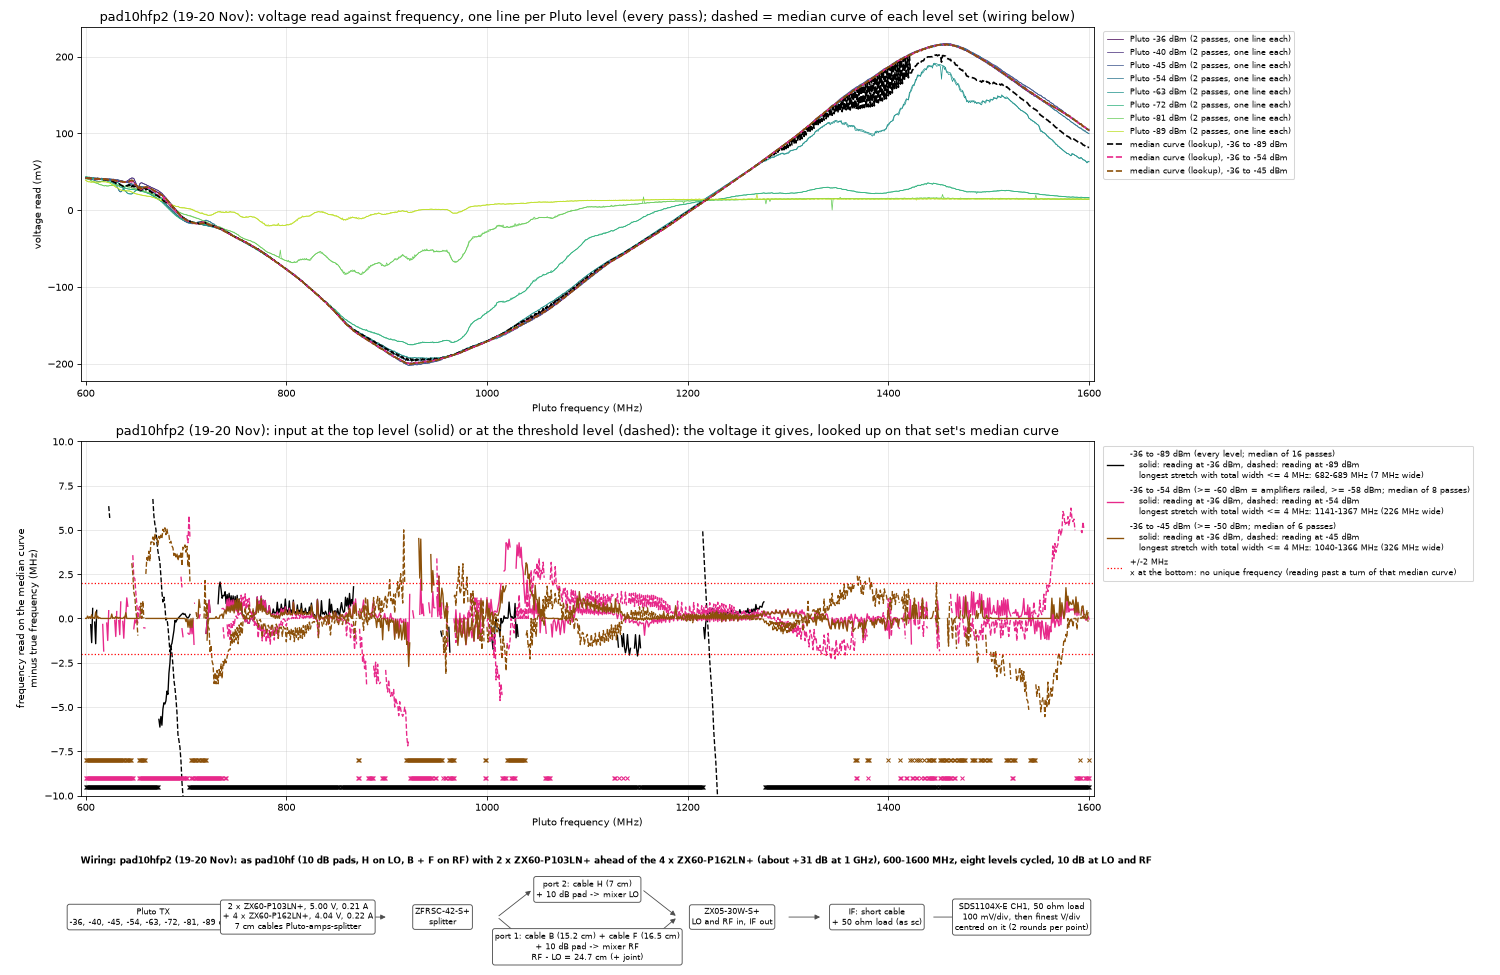 pad10hfp2 (19-20 Nov): voltage read against frequency, one line per Pluto level (every pass); dashed = median curve of each level set (wiring below)
voltage read (mV)
200
100
0
−100
−200
600
800
1000
1200
1400
1600
Pluto frequency (MHz)
Pluto -36 dBm (2 passes, one line each)
Pluto -40 dBm (2 passes, one line each)
Pluto -45 dBm (2 passes, one line each)
Pluto -54 dBm (2 passes, one line each)
Pluto -63 dBm (2 passes, one line each)
Pluto -72 dBm (2 passes, one line each)
Pluto -81 dBm (2 passes, one line each)
Pluto -89 dBm (2 passes, one line each)
median curve (lookup), -36 to -89 dBm
median curve (lookup), -36 to -54 dBm
median curve (lookup), -36 to -45 dBm
pad10hfp2 (19-20 Nov): input at the top level (solid) or at the threshold level (dashed): the voltage it gives, looked up on that set's median curve
frequency read on the median curve
minus true frequency (MHz)
10.0
7.5
5.0
2.5
0.0
−2.5
−5.0
−7.5
−10.0
600
800
1000
1200
1400
1600
Pluto frequency (MHz)
-36 to -89 dBm (every level; median of 16 passes)
solid: reading at -36 dBm, dashed: reading at -89 dBm
longest stretch with total width <= 4 MHz: 682-689 MHz (7 MHz wide)
-36 to -54 dBm (>= -60 dBm = amplifiers railed, >= -58 dBm; median of 8 passes)
solid: reading at -36 dBm, dashed: reading at -54 dBm
longest stretch with total width <= 4 MHz: 1141-1367 MHz (226 MHz wide)
-36 to -45 dBm (>= -50 dBm; median of 6 passes)
solid: reading at -36 dBm, dashed: reading at -45 dBm
longest stretch with total width <= 4 MHz: 1040-1366 MHz (326 MHz wide)
+/-2 MHz
x at the bottom: no unique frequency (reading past a turn of that median curve)
Wiring: pad10hfp2 (19-20 Nov): as pad10hf (10 dB pads, H on LO, B + F on RF) with 2 x ZX60-P103LN+ ahead of the 4 x ZX60-P162LN+ (about +31 dB at 1 GHz), 600-1600 MHz, eight levels cycled, 10 dB at LO and RF
Pluto TX
-36, -40, -45, -54, -63, -72, -81, -89
2 x ZX60-P103LN+, 5.00 V, 0.21 A
+ 4 x ZX60-P162LN+, 4.04 V, 0.22 A
7 cm cables Pluto-amps-splitter
ZFRSC-42-S+
splitter
port 2: cable H (7 cm)
+ 10 dB pad -> mixer LO
port 1: cable B (15.2 cm) + cable F (16.5 cm)
+ 10 dB pad -> mixer RF
RF - LO = 24.7 cm (+ joint)
ZX05-30W-S+
LO and RF in, IF out
IF: short cable
+ 50 ohm load (as sc)
SDS1104X-E CH1, 50 ohm load
100 mV/div, then finest V/div
centred on it (2 rounds per point)